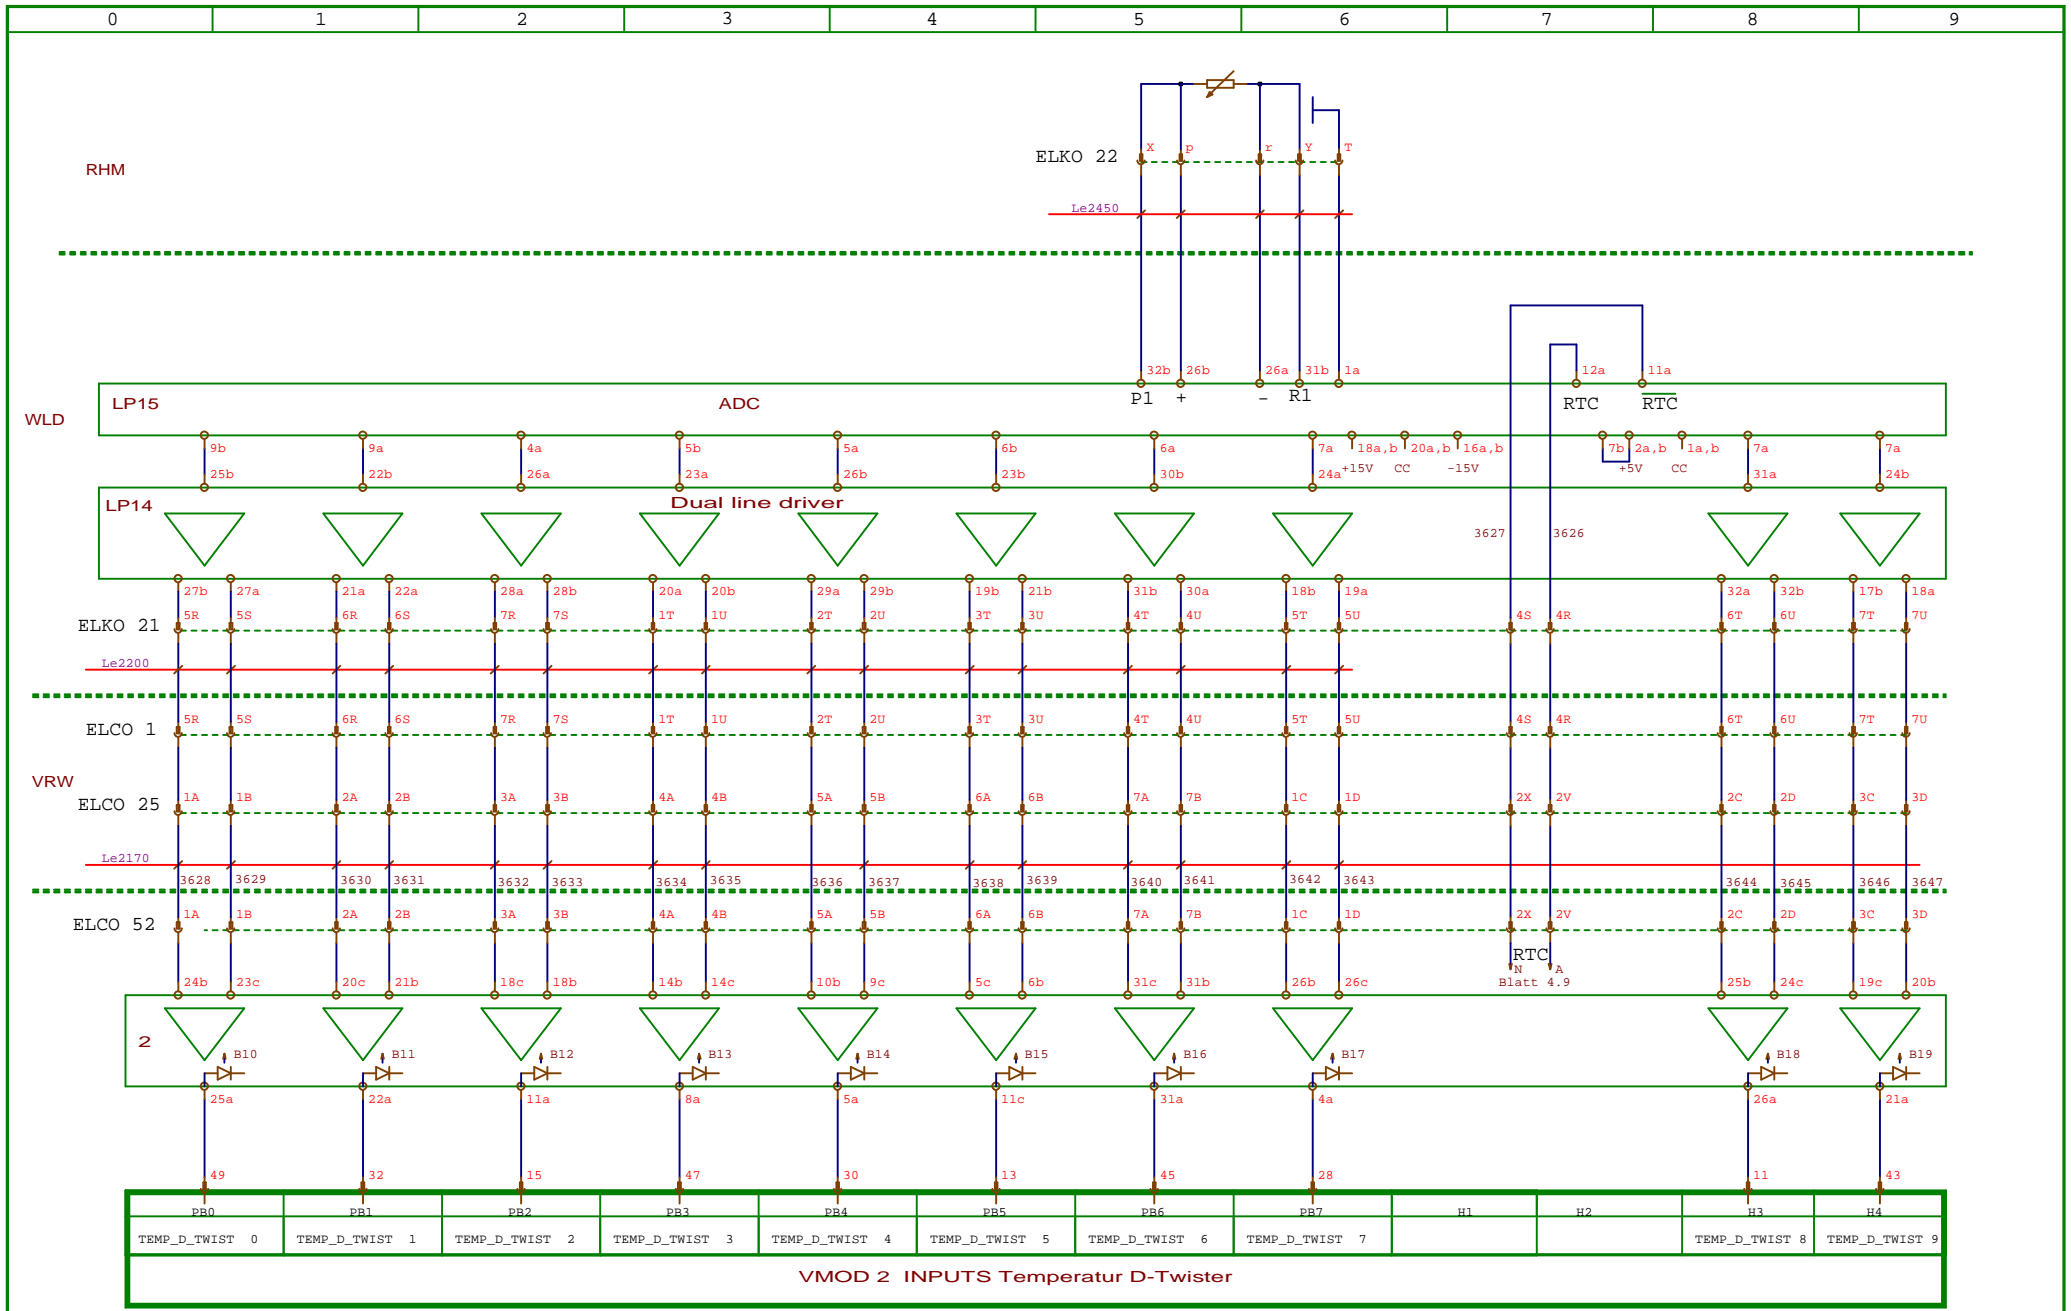 0 1 2 3 4 5 6 7 8 9
X p r Y T
ELKO 22
RHM
Le2450
32b 26b 26a 31b 1a 12a 11a
LP15 ADC P1 + - R1 RTC RTC
WLD
9b 9a 4a 5b 5a 6b 6a 7a 18a,b 20a,b 16a,b 7b 2a,b 1a,b 7a 7a
+15V CC -15V +5V CC
25b 22b 26a 23a 26b 23b 30b 24a 31a 24b
LP14 Dual line driver
3627 3626
27b 27a 21a 22a 28a 28b 20a 20b 29a 29b 19b 21b 31b 30a 18b 19a 32a 32b 17b 18a
5R 5S 6R 6S 7R 7S 1T 1U 2T 2U 3T 3U 4T 4U 5T 5U 4S 4R 6T 6U 7T 7U
ELKO 21
Le2200
5R 5S 6R 6S 7R 7S 1T 1U 2T 2U 3T 3U 4T 4U 5T 5U 4S 4R 6T 6U 7T 7U
ELCO 1
VRW
1A 1B 2A 2B 3A 3B 4A 4B 5A 5B 6A 6B 7A 7B 1C 1D 2X 2V 2C 2D 3C 3D
ELCO 25
Le2170
3628 3629 3630 3631 3632 3633 3634 3635 3636 3637 3638 3639 3640 3641 3642 3643 3644 3645 3646 3647
1A 1B 2A 2B 3A 3B 4A 4B 5A 5B 6A 6B 7A 7B 1C 1D 2X 2V 2C 2D 3C 3D
ELCO 52
RTC
N A
24b 23c 20c 21b 18c 18b 14b 14c 10b 9c 5c 6b 31c 31b 26b 26c Blatt 4.9 25b 24c 19c 20b
2
B10 B11 B12 B13 B14 B15 B16 B17 B18 B19
25a 22a 11a 8a 5a 11c 31a 4a 26a 21a
49 32 15 47 30 13 45 28 11 43
PB0 PB1 PB2 PB3 PB4 PB5 PB6 PB7 H1 H2 H3 H4
TEMP_D_TWIST 0 TEMP_D_TWIST 1 TEMP_D_TWIST 2 TEMP_D_TWIST 3 TEMP_D_TWIST 4 TEMP_D_TWIST 5 TEMP_D_TWIST 6 TEMP_D_TWIST 7 TEMP_D_TWIST 8 TEMP_D_TWIST 9
VMOD 2 INPUTS Temperatur D-Twister